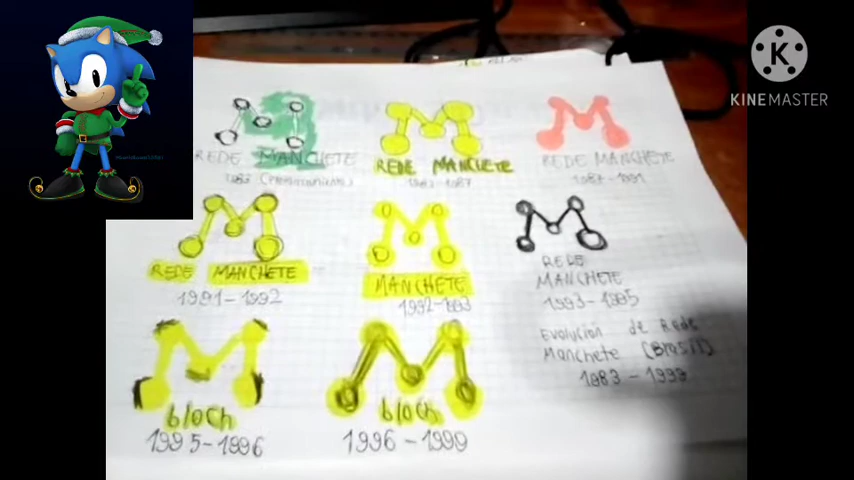 K
KINEMASTER
REDE MANCHETE
REDE MANCHETE
REDE MANCHETE
1983
1983-1987
1987-1991
REDE MANCHETE
1991-1992
MANCHETE
1992-1993
REDE
MANCHETE
1993-1995
Evolución de Rede
Manchete (Brasil)
1983-1999
bloch
1995-1996
bloch
1996-1999